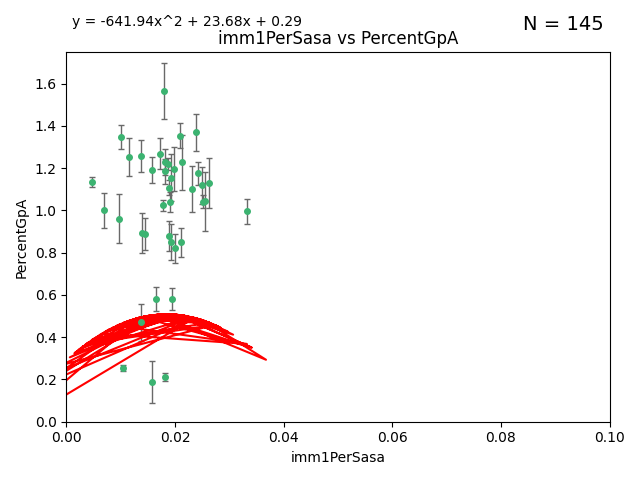 y = -641.94x^2 + 23.68x + 0.29
N = 145
imm1PerSasa vs PercentGpA
1.6
1.4
1.2
1.0
0.8
0.6
0.4
0.2
0.0
PercentGpA
0.00 0.02 0.04 0.06 0.08 0.10
imm1PerSasa